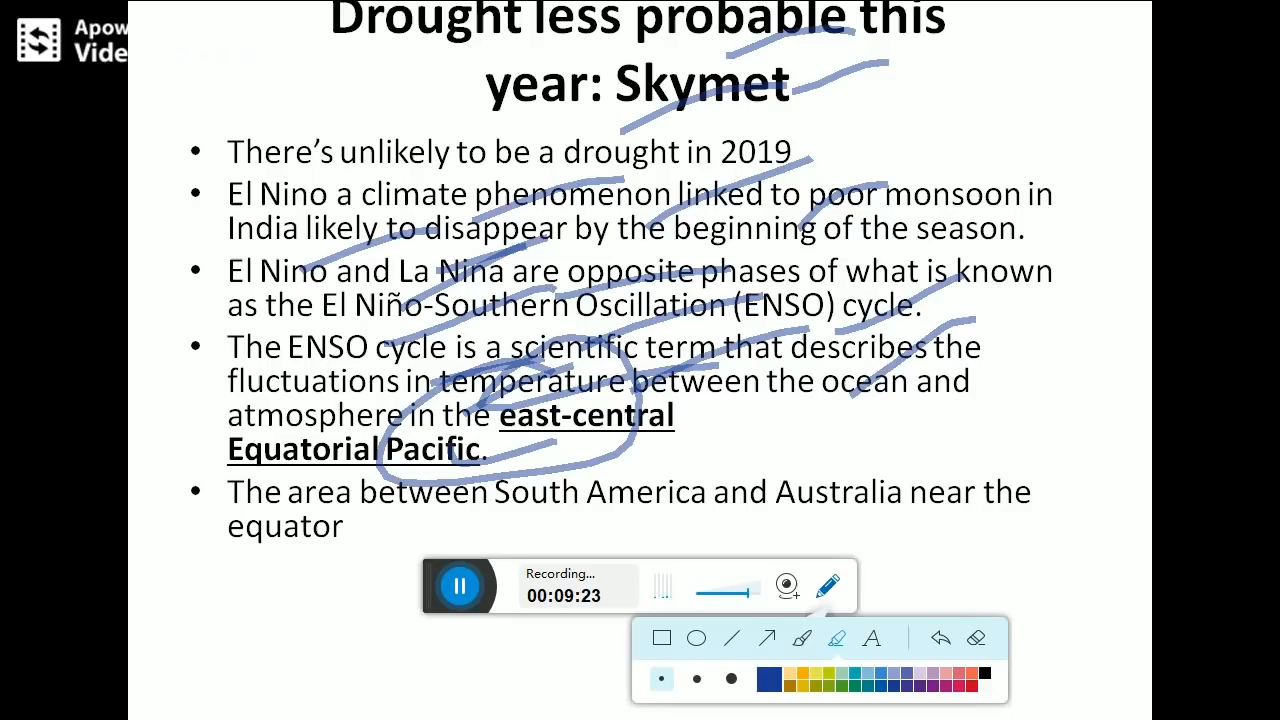 Apow
Vide
Drought less probable this
year: Skymet
• There's unlikely to be a drought in 2019
• El Nino a climate phenomenon linked to poor monsoon in
India likely to disappear by the beginning of the season.
• El Nino and La Nina are opposite phases of what is known
as the El Niño-Southern Oscillation (ENSO) cycle.
• The ENSO cycle is a scientific term that describes the
fluctuations in temperature between the ocean and
atmosphere in the east-central
Equatorial Pacific.
• The area between South America and Australia near the
equator
Recording...
00:09:23
A